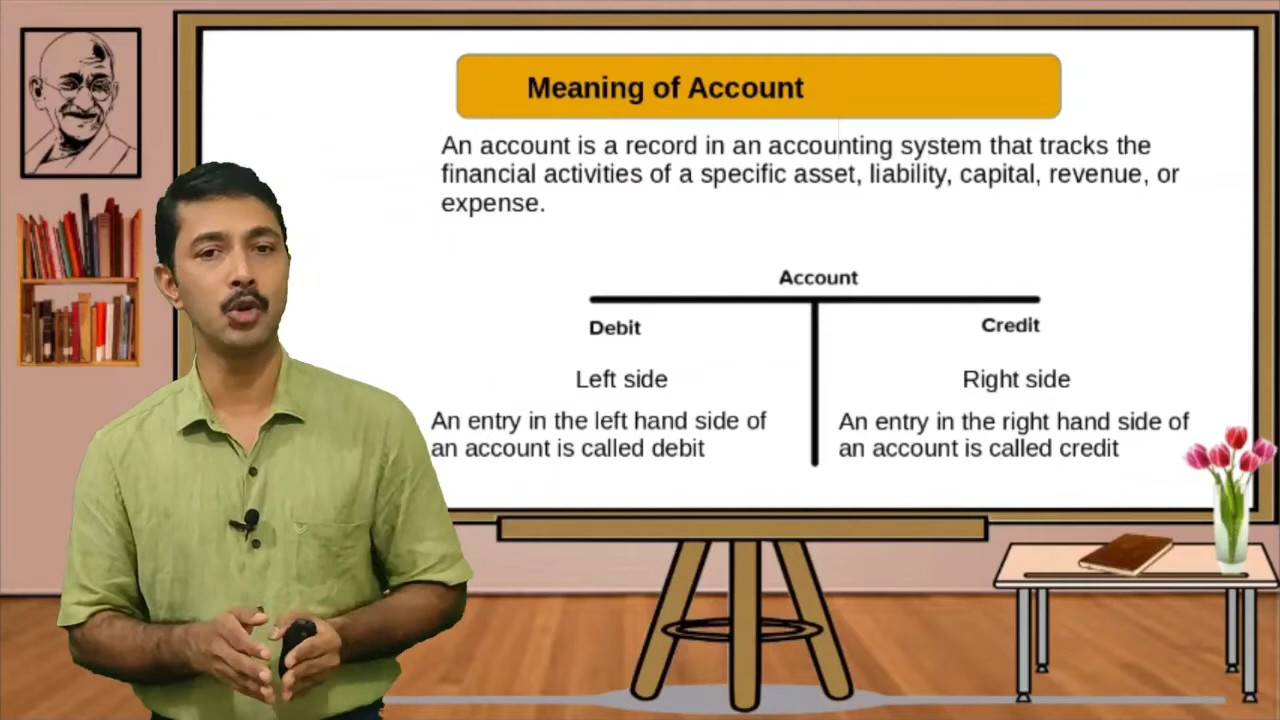 Meaning of Account
An account is a record in an accounting system that tracks the
financial activities of a specific asset, liability, capital, revenue, or
expense.
Account
Debit
Credit
Left side
Right side
An entry in the left hand side of
an account is called debit
An entry in the right hand side of
an account is called credit